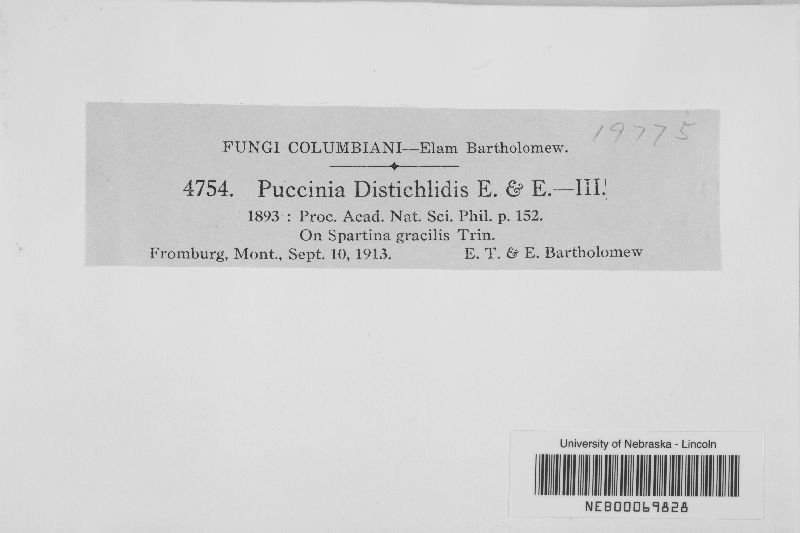 19775
FUNGI COLUMBIANI—Elam Bartholomew.
4754. Puccinia Distichlidis E. & E.—III.
1893 : Proc. Acad. Nat. Sci. Phil. p. 152.
On Spartina gracilis Trin.
Fromburg, Mont., Sept. 10, 1913. E. T. & E. Bartholomew
University of Nebraska - Lincoln
NEB00069828